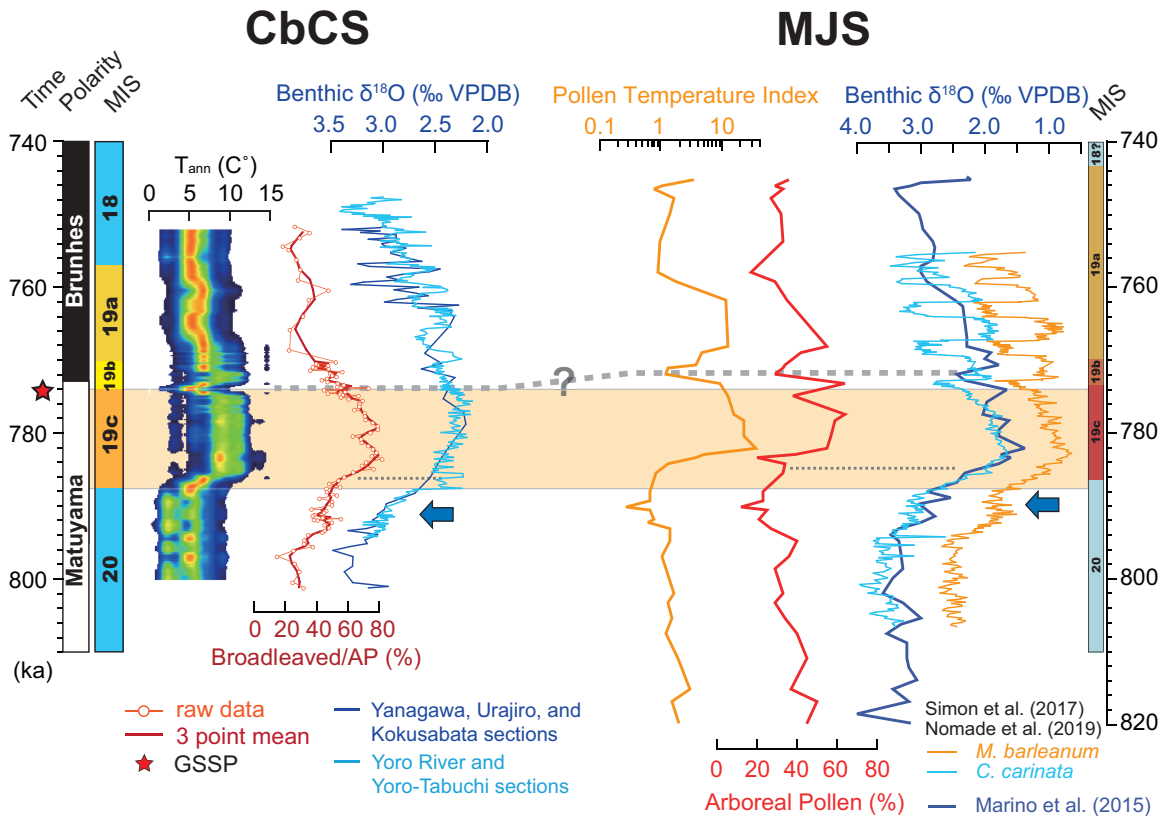 CbCS
MJS
Time
Polarity
MIS
Benthic δ¹⁸O (‰ VPDB)
3.5 3.0 2.5 2.0
Pollen Temperature Index
0.1 1 10
Benthic δ¹⁸O (‰ VPDB)
4.0 3.0 2.0 1.0
MIS
Tann (C˚)
0 5 10 15
740
760
780
800
(ka)
Brunhes
Matuyama
18
19a
19b
19c
20
?
18?
19a
19b
19c
20
740
760
780
800
820
0 20 40 60 80
Broadleaved/AP (%)
0 20 40 60 80
Arboreal Pollen (%)
raw data
3 point mean
GSSP
Yanagawa, Urajiro, and
Kokusabata sections
Yoro River and
Yoro-Tabuchi sections
Simon et al. (2017)
Nomade et al. (2019)
M. barleanum
C. carinata
Marino et al. (2015)